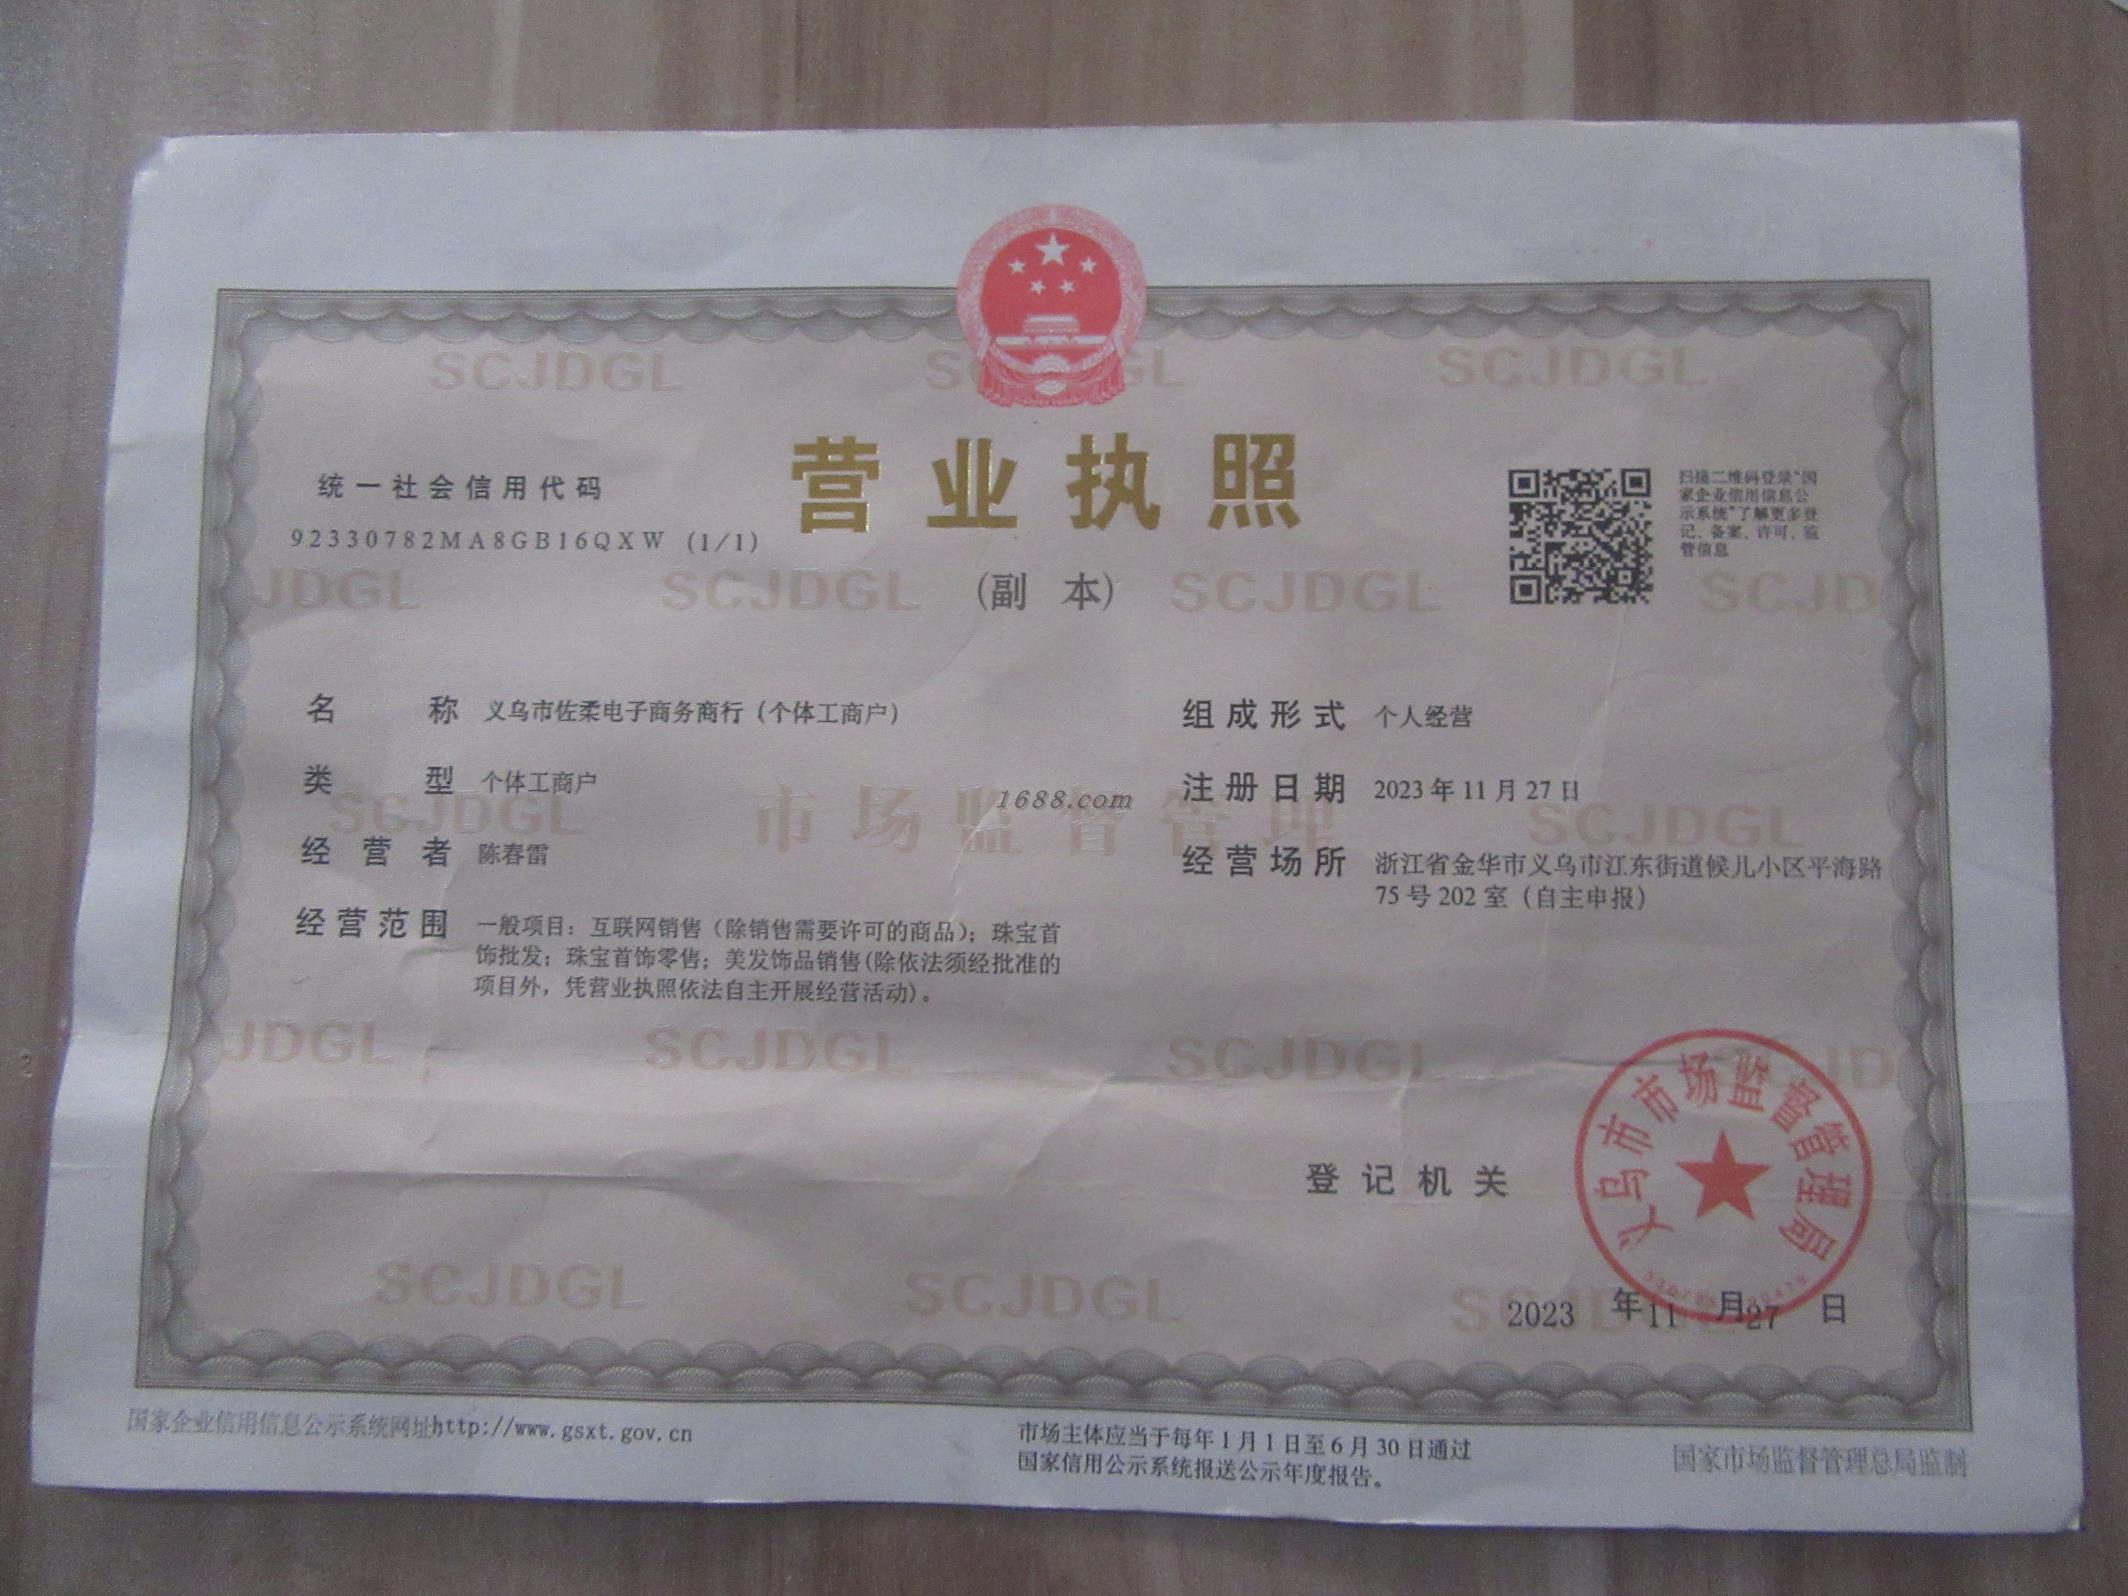 SCJDGL
SCJDGL
营业执照
(副 本)
统一社会信用代码
92330782MA8GB16QXW (1/1)
扫描二维码登录“国
家企业信用信息公
示系统”了解更多登
记、备案、许可、监
管信息
JDGL SCJDGL SCJDGL SCJD
名 称 义乌市佐柔电子商务商行（个体工商户）
类 型 个体工商户
经 营 者 陈春雷
经营范围 一般项目：互联网销售（除销售需要许可的商品）；珠宝首
饰批发；珠宝首饰零售；美发饰品销售(除依法须经批准的
项目外，凭营业执照依法自主开展经营活动)。
组成形式 个人经营
注册日期 2023年11月27日
经营场所 浙江省金华市义乌市江东街道候儿小区平海路
75号202室（自主申报）
SCJDGL 市场监督管理 SCJDGL
1688.com
JDGL SCJDGL SCJDGL JD
登记机关
义乌市市场监督管理局
SCJDGL SCJDGL SCJD
2023 年11 月27 日
国家企业信用信息公示系统网址http://www.gsxt.gov.cn
市场主体应当于每年1月1日至6月30日通过
国家信用公示系统报送公示年度报告。
国家市场监督管理总局监制